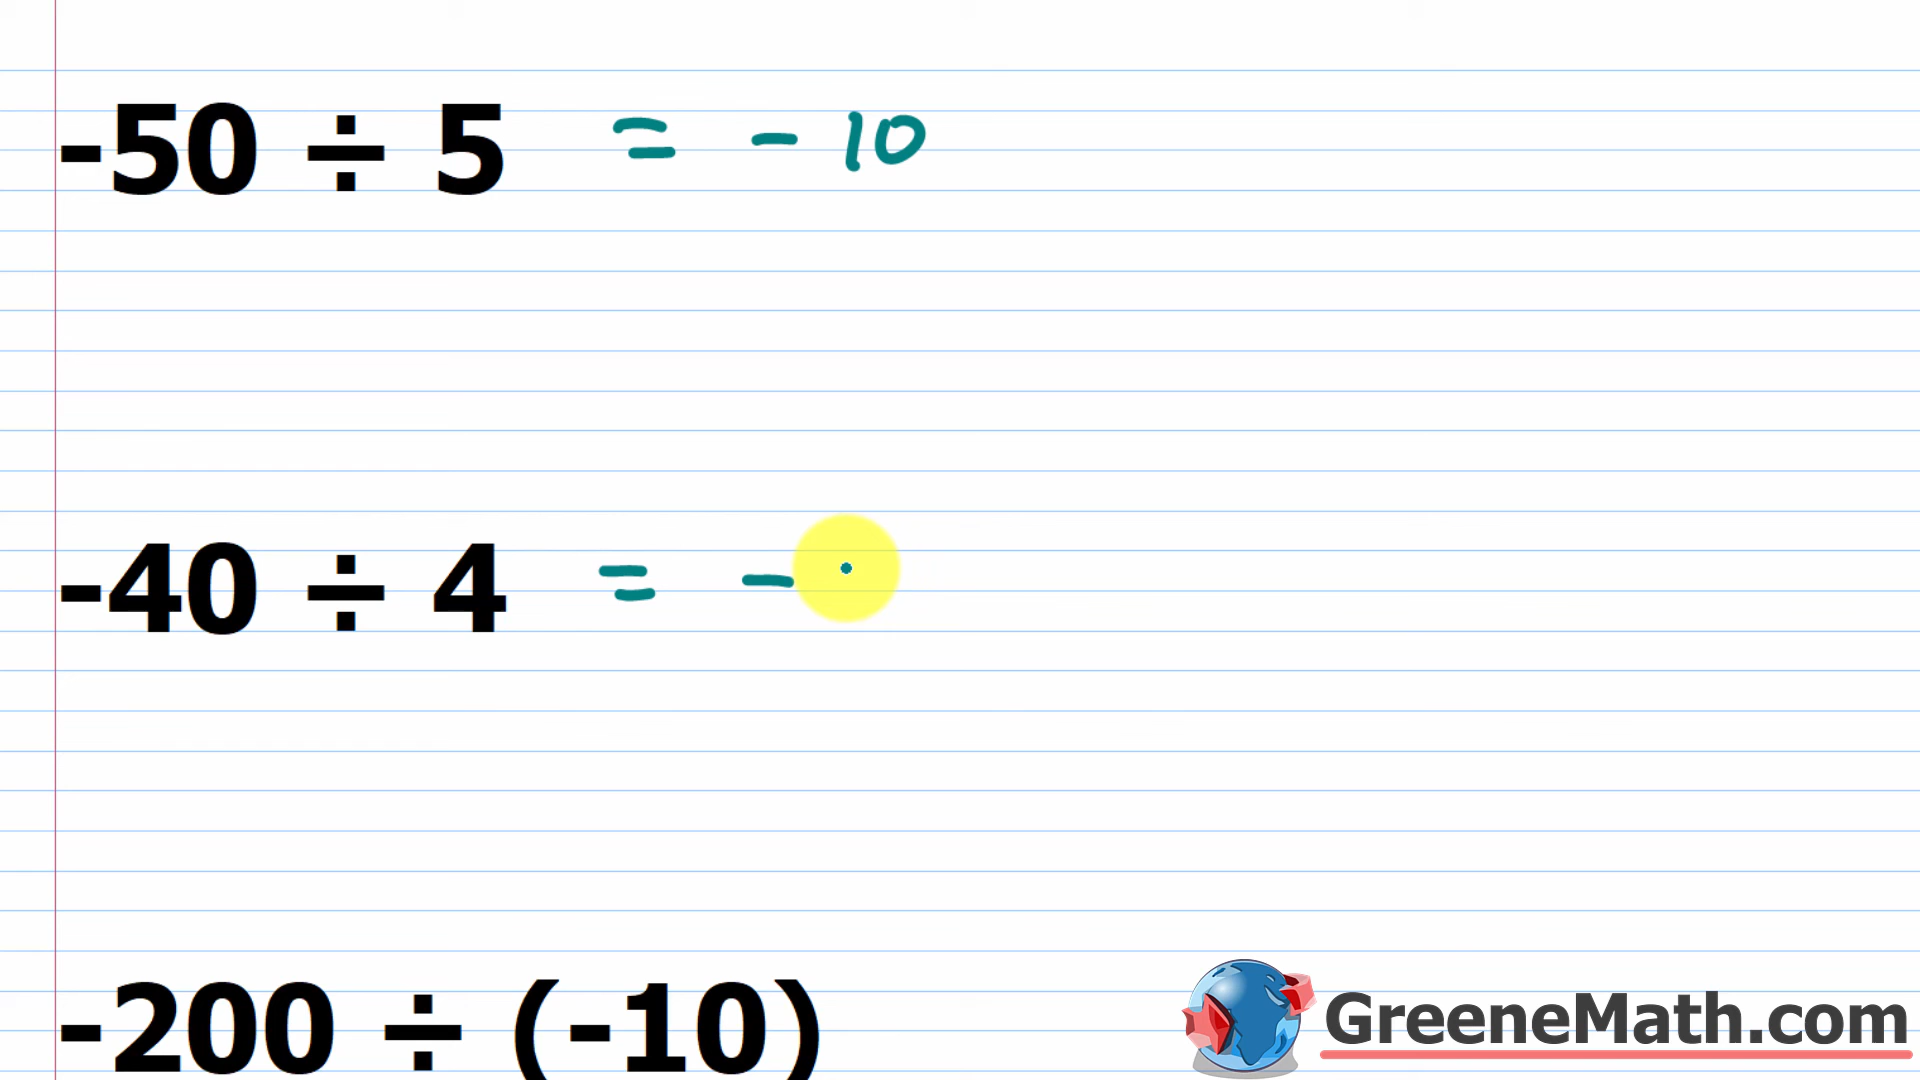 -50 ÷ 5 = - 10
-40 ÷ 4 = -
-200 ÷ (-10)
GreeneMath.com